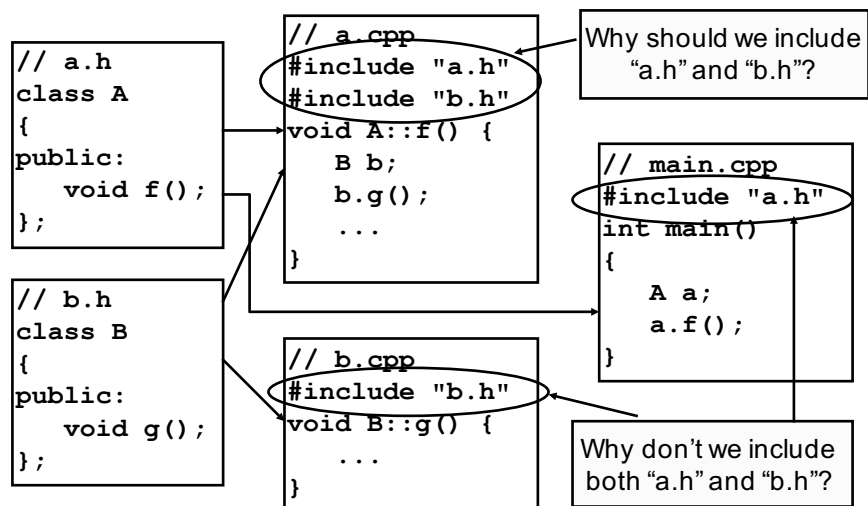 // a.h
class A
{
public:
   void f();
};
// b.h
class B
{
public:
   void g();
};
// a.cpp
#include "a.h"
#include "b.h"
void A::f() {
   B b;
   b.g();
   ...
}
// b.cpp
#include "b.h"
void B::g() {
   ...
}
Why should we include
“a.h” and “b.h”?
// main.cpp
#include "a.h"
int main()
{
   A a;
   a.f();
}
Why don’t we include
both “a.h” and “b.h”?